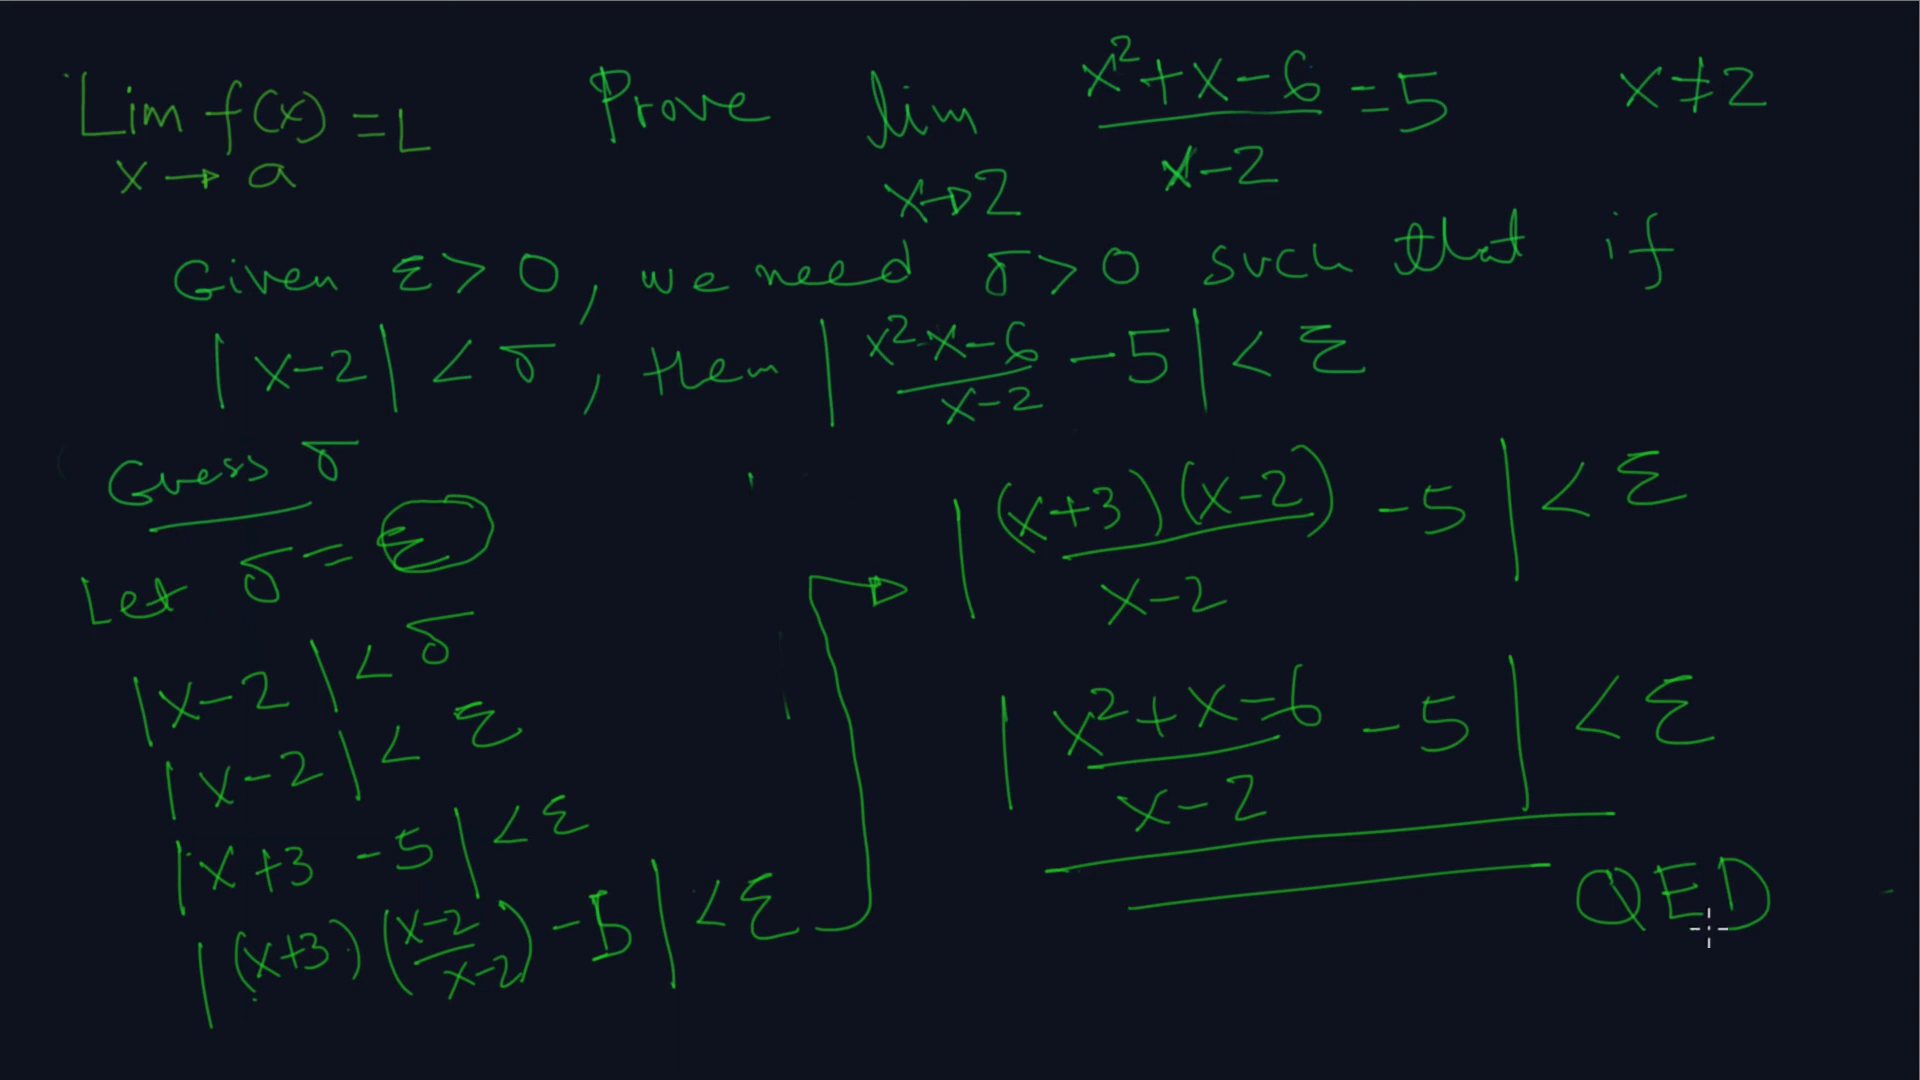 Lim f(x) = L Prove lim x²+x-6 = 5 x≠2
x→a x→2 x-2
Given ε>0, we need σ>0 such that if
|x-2| < σ, then | x²-x-6 / x-2 - 5 | < ε
Guess σ
Let σ = ε
|x-2| < σ
|x-2| < ε
|x+3 -5| < ε
|(x+3)(x-2 / x-2) -5| < ε
| (x+3)(x-2) / x-2 - 5 | < ε
| x²+x-6 / x-2 - 5 | < ε
QED